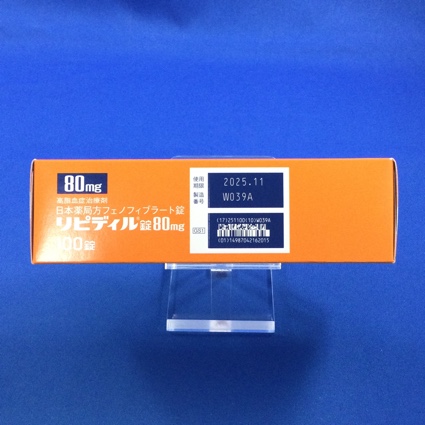 80mg
高脂血症治療剤
日本薬局方フェノフィブラート錠
リピディル錠80mg
100錠
使用期限
2025.11
製造番号
W039A
(17)251100(10)W039A
(01)14987042162015